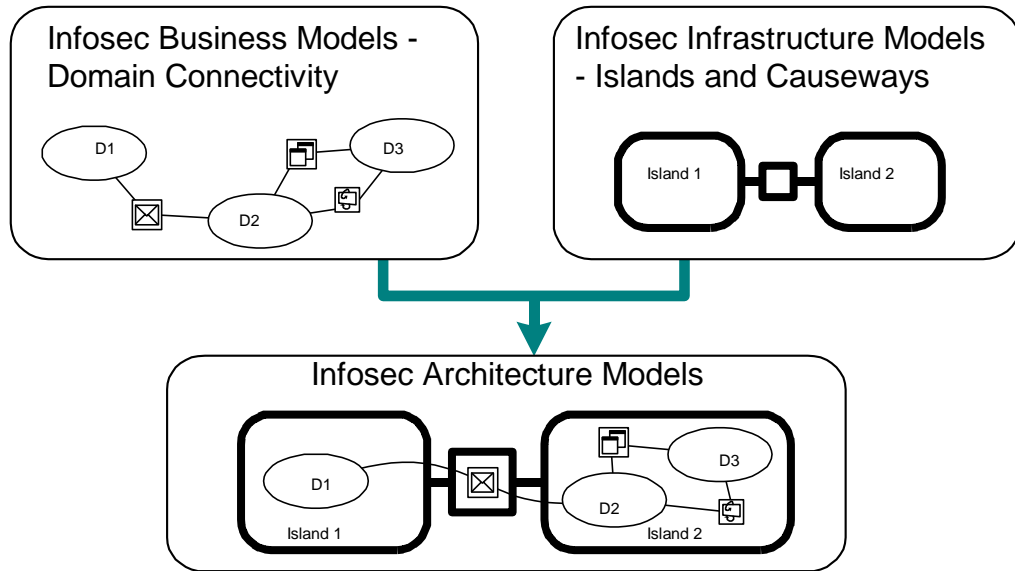 Infosec Business Models -
Domain Connectivity
D1
D3
D2
Infosec Infrastructure Models
- Islands and Causeways
Island 1
Island 2
Infosec Architecture Models
D1
D3
D2
Island 1
Island 2